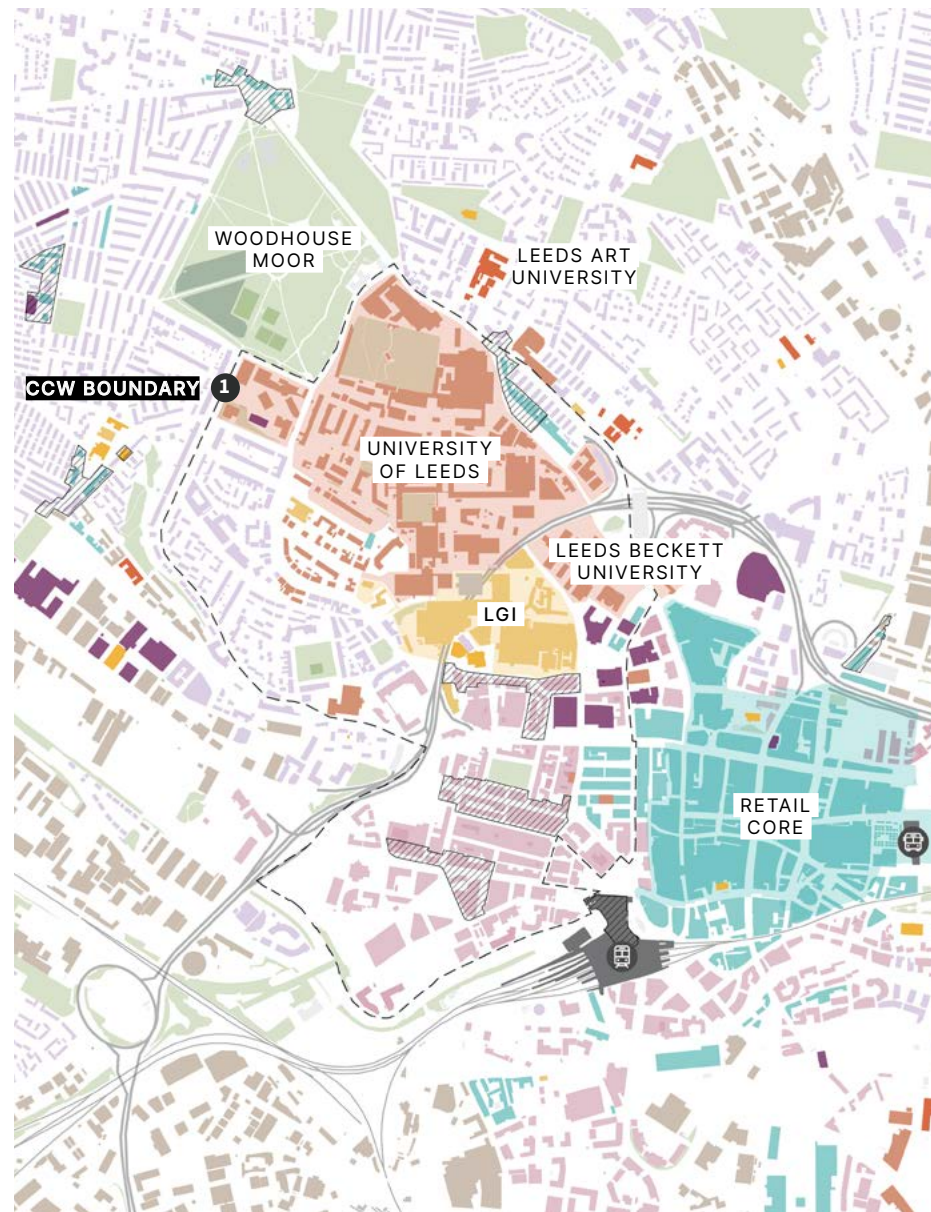 WOODHOUSE
MOOR
LEEDS ART
UNIVERSITY
CCW BOUNDARY 1
UNIVERSITY
OF LEEDS
LEEDS BECKETT
UNIVERSITY
LGI
RETAIL
CORE